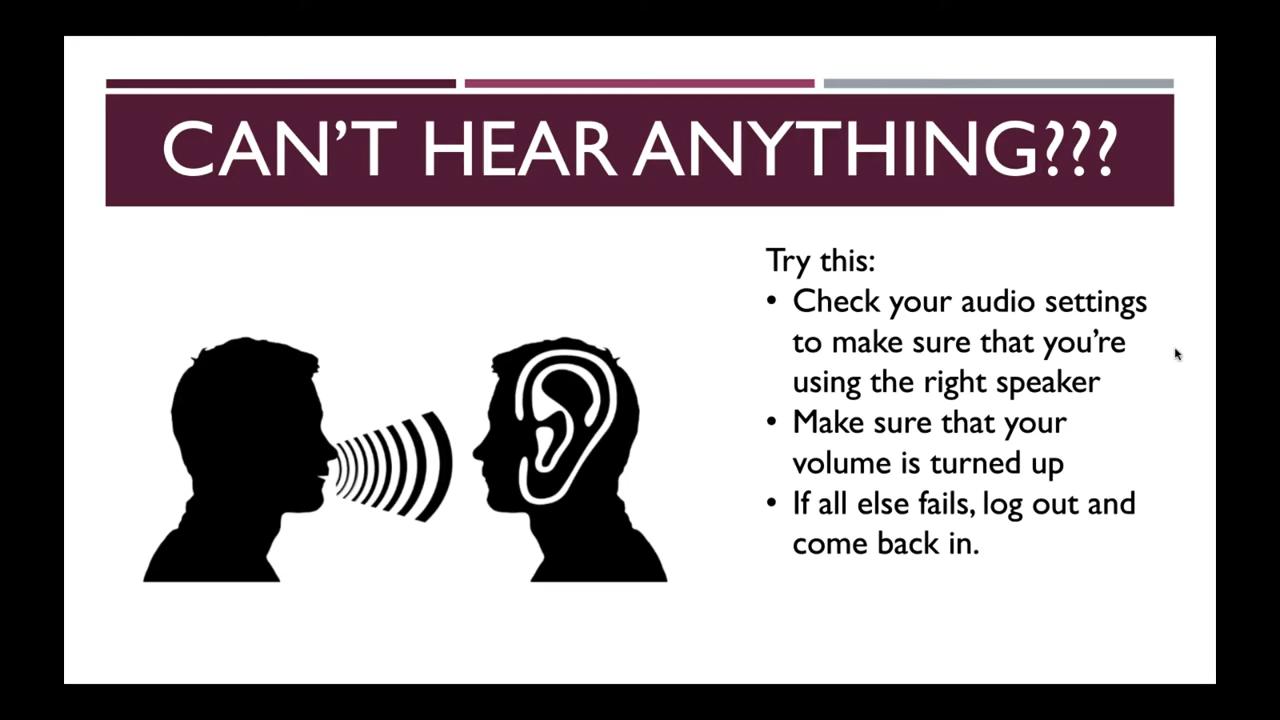 CAN’T HEAR ANYTHING???
Try this:
• Check your audio settings
to make sure that you’re
using the right speaker
• Make sure that your
volume is turned up
• If all else fails, log out and
come back in.